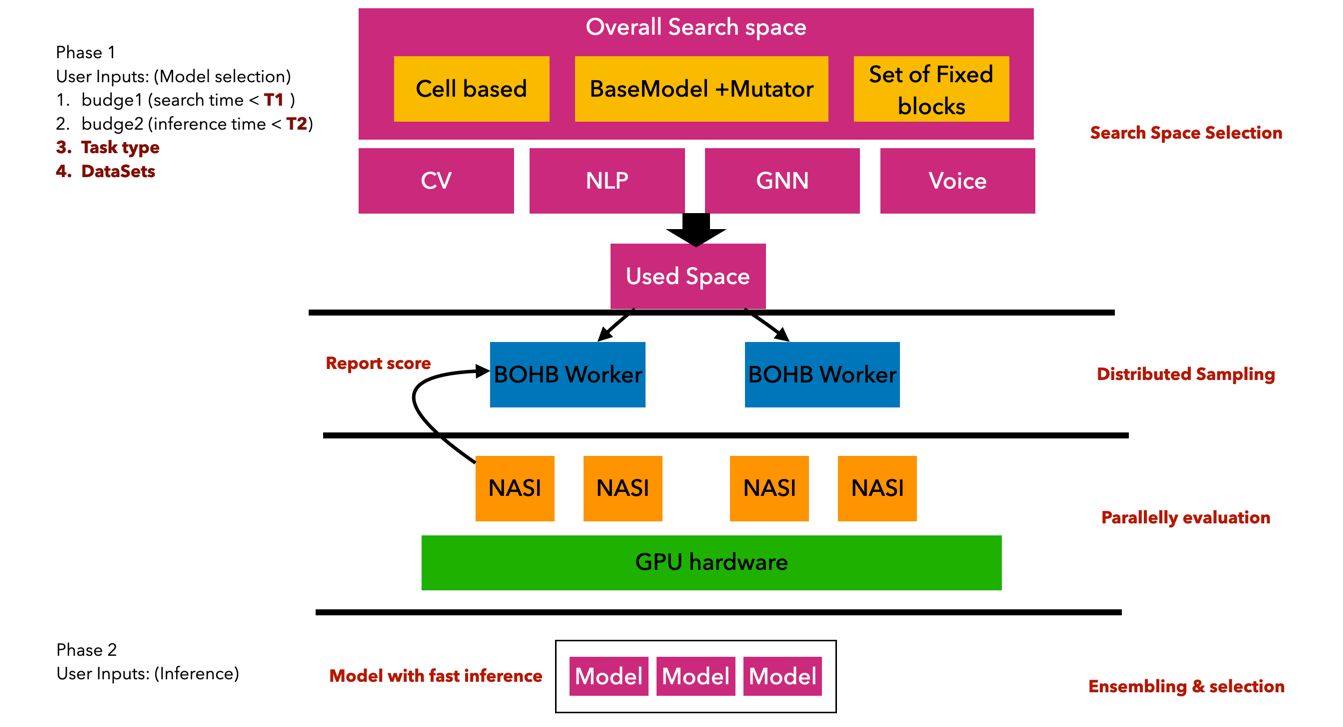 Phase 1
User Inputs: (Model selection)
1. budge1 (search time < T1 )
2. budge2 (inference time < T2)
3. Task type
4. DataSets
Overall Search space
Cell based
BaseModel +Mutator
Set of Fixed
blocks
Search Space Selection
CV
NLP
GNN
Voice
Used Space
Report score
BOHB Worker
BOHB Worker
Distributed Sampling
NASI
NASI
NASI
NASI
Parallelly evaluation
GPU hardware
Phase 2
User Inputs: (Inference)
Model with fast inference
Model
Model
Model
Ensembling & selection